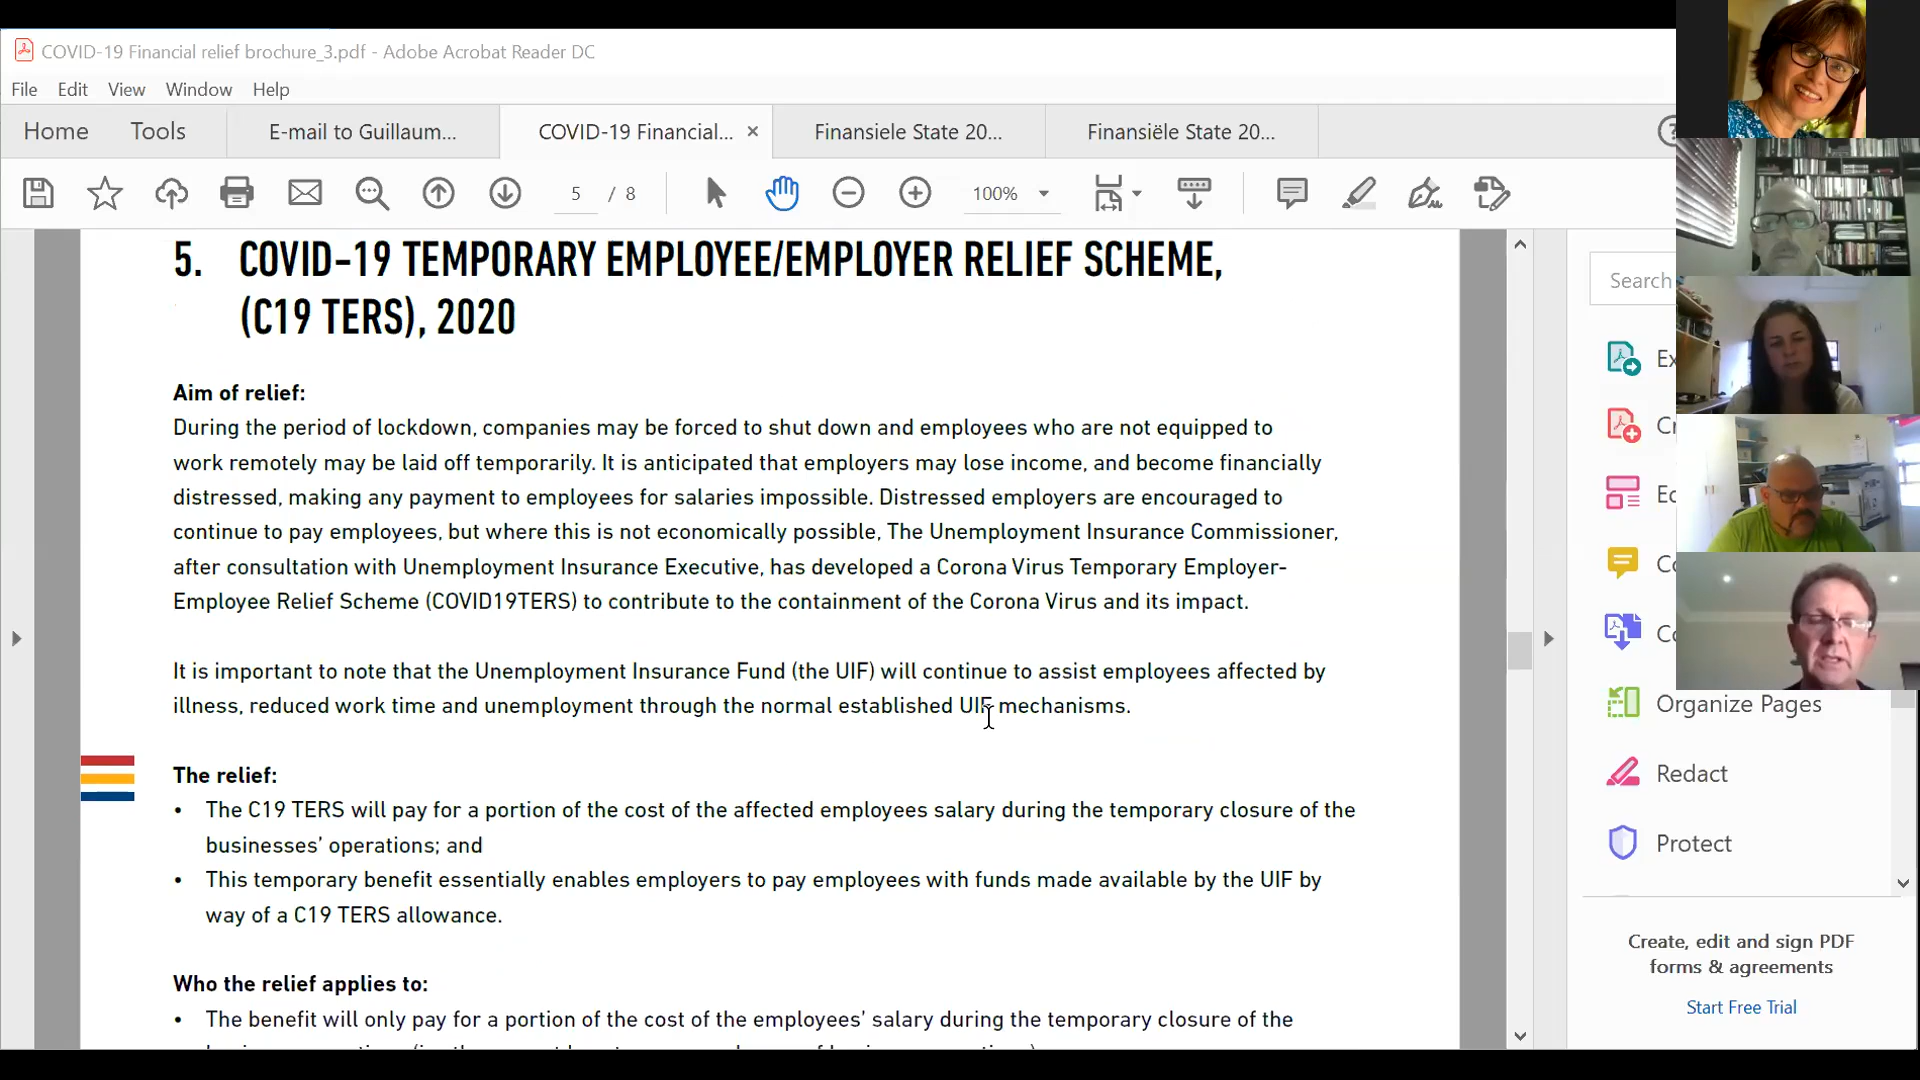 COVID-19 Financial relief brochure_3.pdf - Adobe Acrobat Reader DC
File Edit View Window Help
Home Tools E-mail to Guillaum... COVID-19 Financial... × Finansiele State 20... Finansiële State 20...
5 / 8 100%
5. COVID-19 TEMPORARY EMPLOYEE/EMPLOYER RELIEF SCHEME,
(C19 TERS), 2020
Aim of relief:
During the period of lockdown, companies may be forced to shut down and employees who are not equipped to
work remotely may be laid off temporarily. It is anticipated that employers may lose income, and become financially
distressed, making any payment to employees for salaries impossible. Distressed employers are encouraged to
continue to pay employees, but where this is not economically possible, The Unemployment Insurance Commissioner,
after consultation with Unemployment Insurance Executive, has developed a Corona Virus Temporary Employer-
Employee Relief Scheme (COVID19TERS) to contribute to the containment of the Corona Virus and its impact.
It is important to note that the Unemployment Insurance Fund (the UIF) will continue to assist employees affected by
illness, reduced work time and unemployment through the normal established UIF mechanisms.
The relief:
• The C19 TERS will pay for a portion of the cost of the affected employees salary during the temporary closure of the
businesses' operations; and
• This temporary benefit essentially enables employers to pay employees with funds made available by the UIF by
way of a C19 TERS allowance.
Who the relief applies to:
• The benefit will only pay for a portion of the cost of the employees' salary during the temporary closure of the
Search
Ex
Cr
Ec
Co
Co
Organize Pages
Redact
Protect
Create, edit and sign PDF
forms & agreements
Start Free Trial